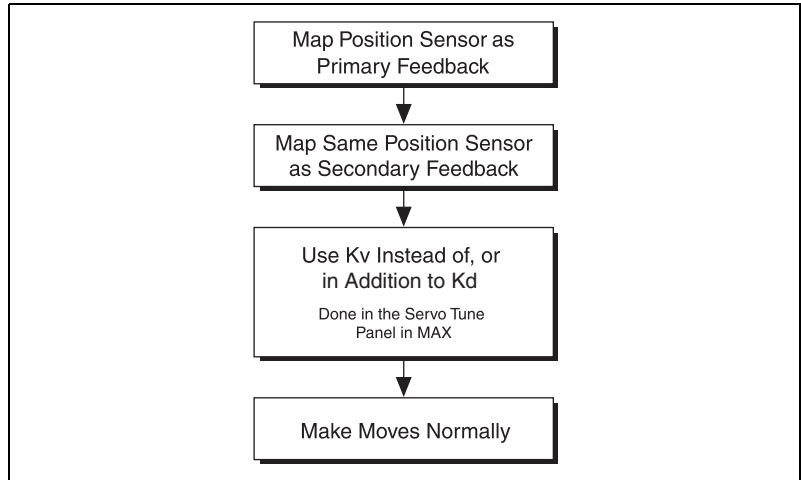 Map Position Sensor as
Primary Feedback
Map Same Position Sensor
as Secondary Feedback
Use Kv Instead of, or
in Addition to Kd
Done in the Servo Tune
Panel in MAX
Make Moves Normally